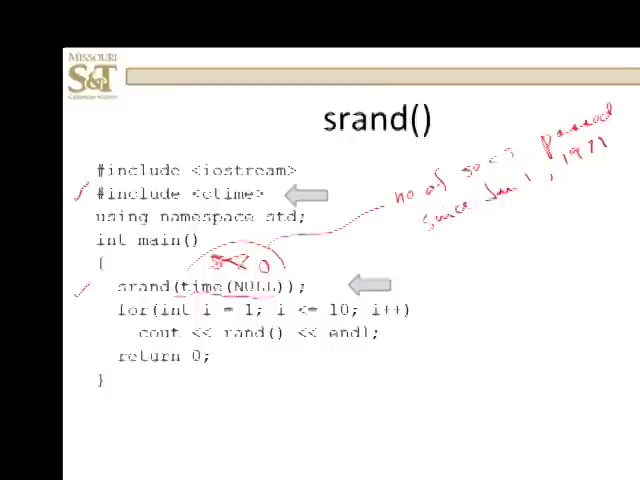 MISSOURI
S&T
srand()
#include <iostream>
#include <ctime>
using namespace std;
int main()
{
srand(time(NULL));
for(int i = 1; i <= 10; i++)
cout << rand() << endl;
return 0;
}
0
no of secs passed
since Jan 1, 1971